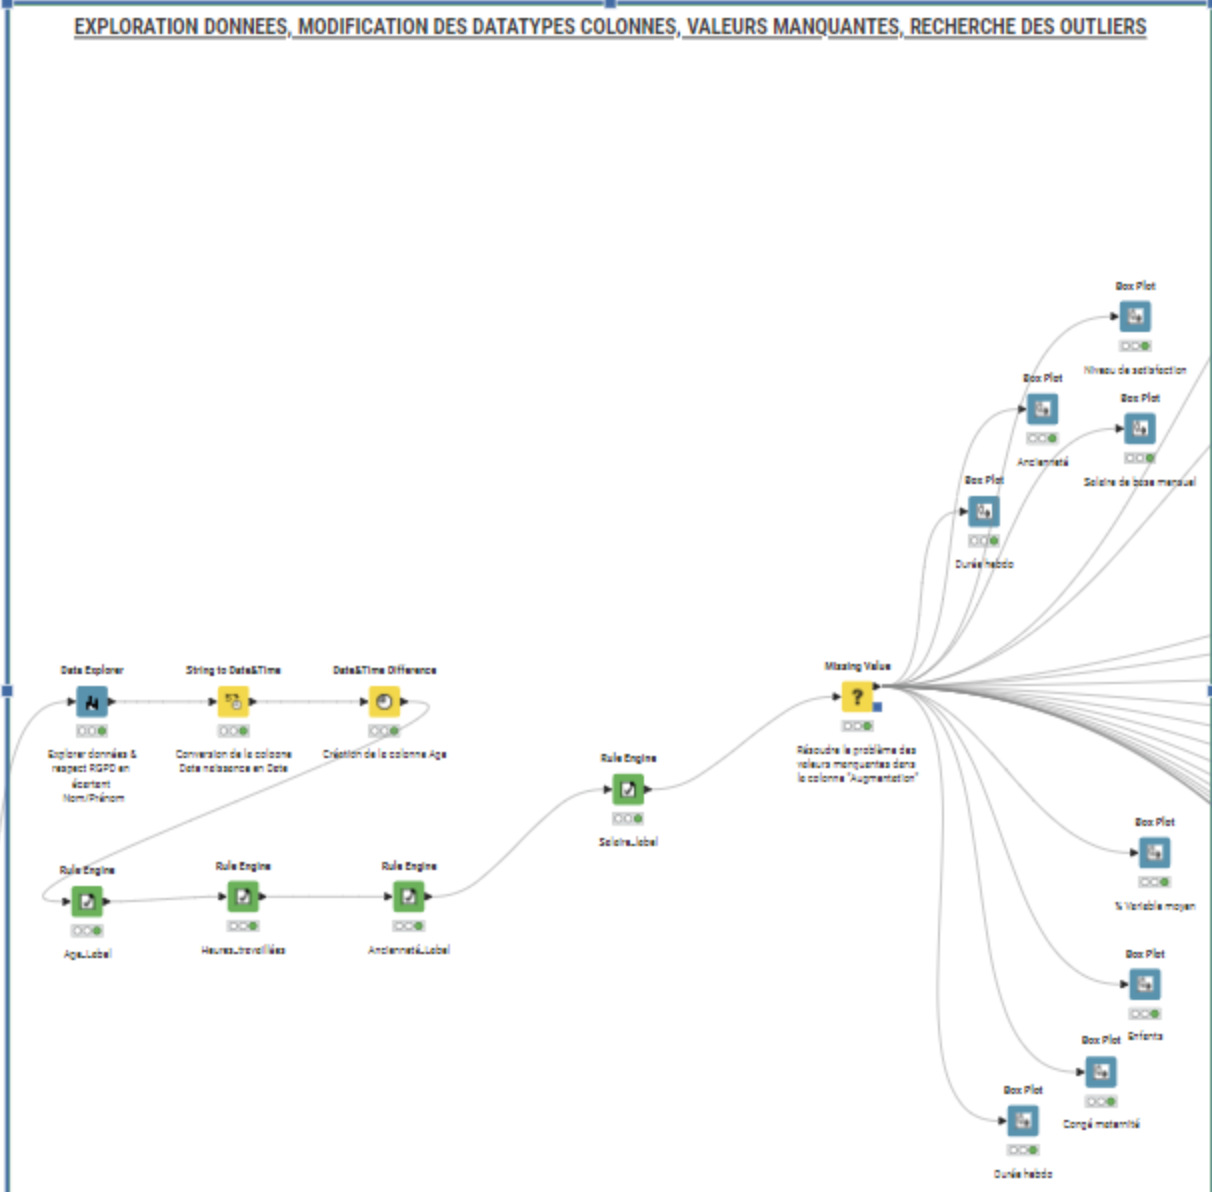 EXPLORATION DONNEES, MODIFICATION DES DATATYPES COLONNES, VALEURS MANQUANTES, RECHERCHE DES OUTLIERS
Box Plot
Niveau de satisfaction
Box Plot
Ancienneté
Box Plot
Salaire de base mensuel
Box Plot
Durée hebdo
Data Explorer
Explorer données &
respect RGPD en
écartant
Nom/Prénom
String to Date&Time
Conversion de la colonne
Date naissance en Date
Date&Time Difference
Création de la colonne Age
Missing Value
Résoudre le problème des
valeurs manquantes dans
la colonne "Augmentation"
Rule Engine
Salaire_label
Rule Engine
Age_Label
Rule Engine
Heures_travaillées
Rule Engine
Ancienneté_Label
Box Plot
% Variable moyen
Box Plot
Enfants
Box Plot
Congé maternité
Box Plot
Durée hebdo